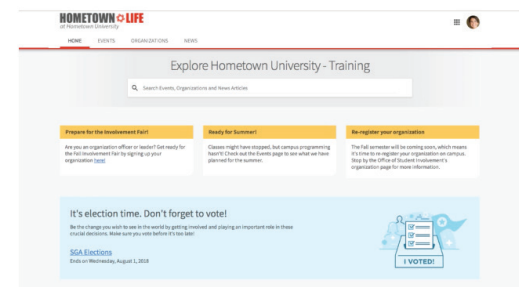 HOMETOWN LIFE
of Hometown University
HOME EVENTS ORGANIZATIONS NEWS
Explore Hometown University - Training
Search Events, Organizations and News Articles
Prepare for the Involvement Fair!
Are you an organization officer or leader? Get ready for
the Fall Involvement Fair by signing up your
organization here!
Ready for Summer!
Classes might have stopped, but campus programming
hasn't! Check out the Events page to see what we have
planned for the summer.
Re-register your organization
The Fall semester will be coming soon, which means
it's time to re-register your organization on campus.
Stop by the Office of Student Involvement's
organization page for more information.
It's election time. Don't forget to vote!
Be the change you wish to see in the world by getting involved and playing an important role in these
crucial decisions. Make sure you vote before it's too late!
SGA Elections
Ends on Wednesday, August 1, 2018
I VOTED!